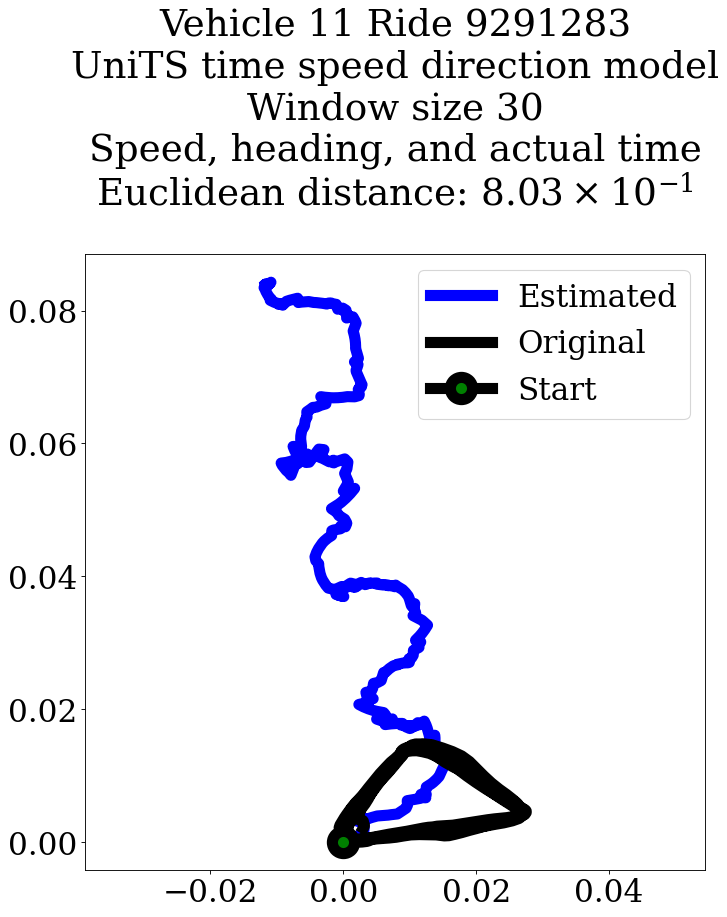 Vehicle 11 Ride 9291283
UniTS time speed direction model
Window size 30
Speed, heading, and actual time
Euclidean distance: 8.03 × 10⁻¹
Estimated
Original
Start
0.08
0.06
0.04
0.02
0.00
−0.02 0.00 0.02 0.04